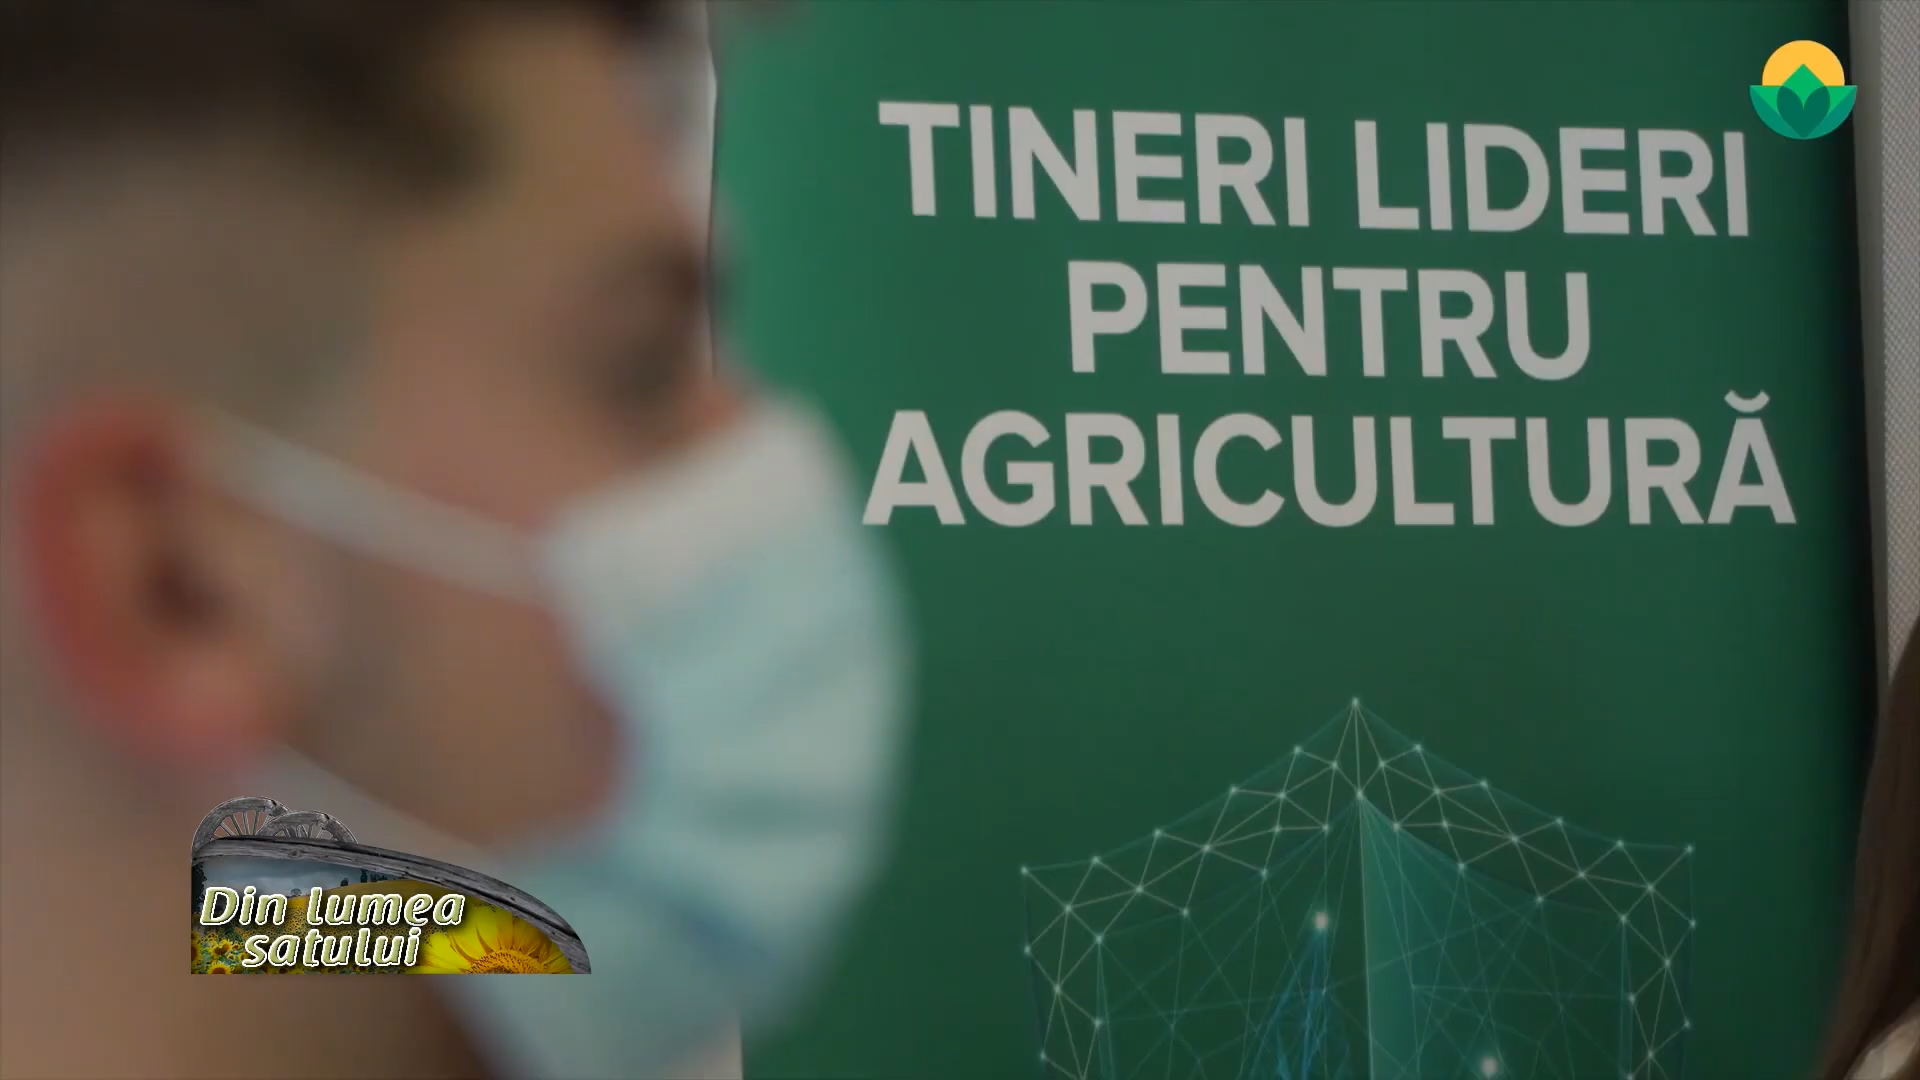 TINERI LIDERI
PENTRU
AGRICULTURĂ
Din lumea
satului